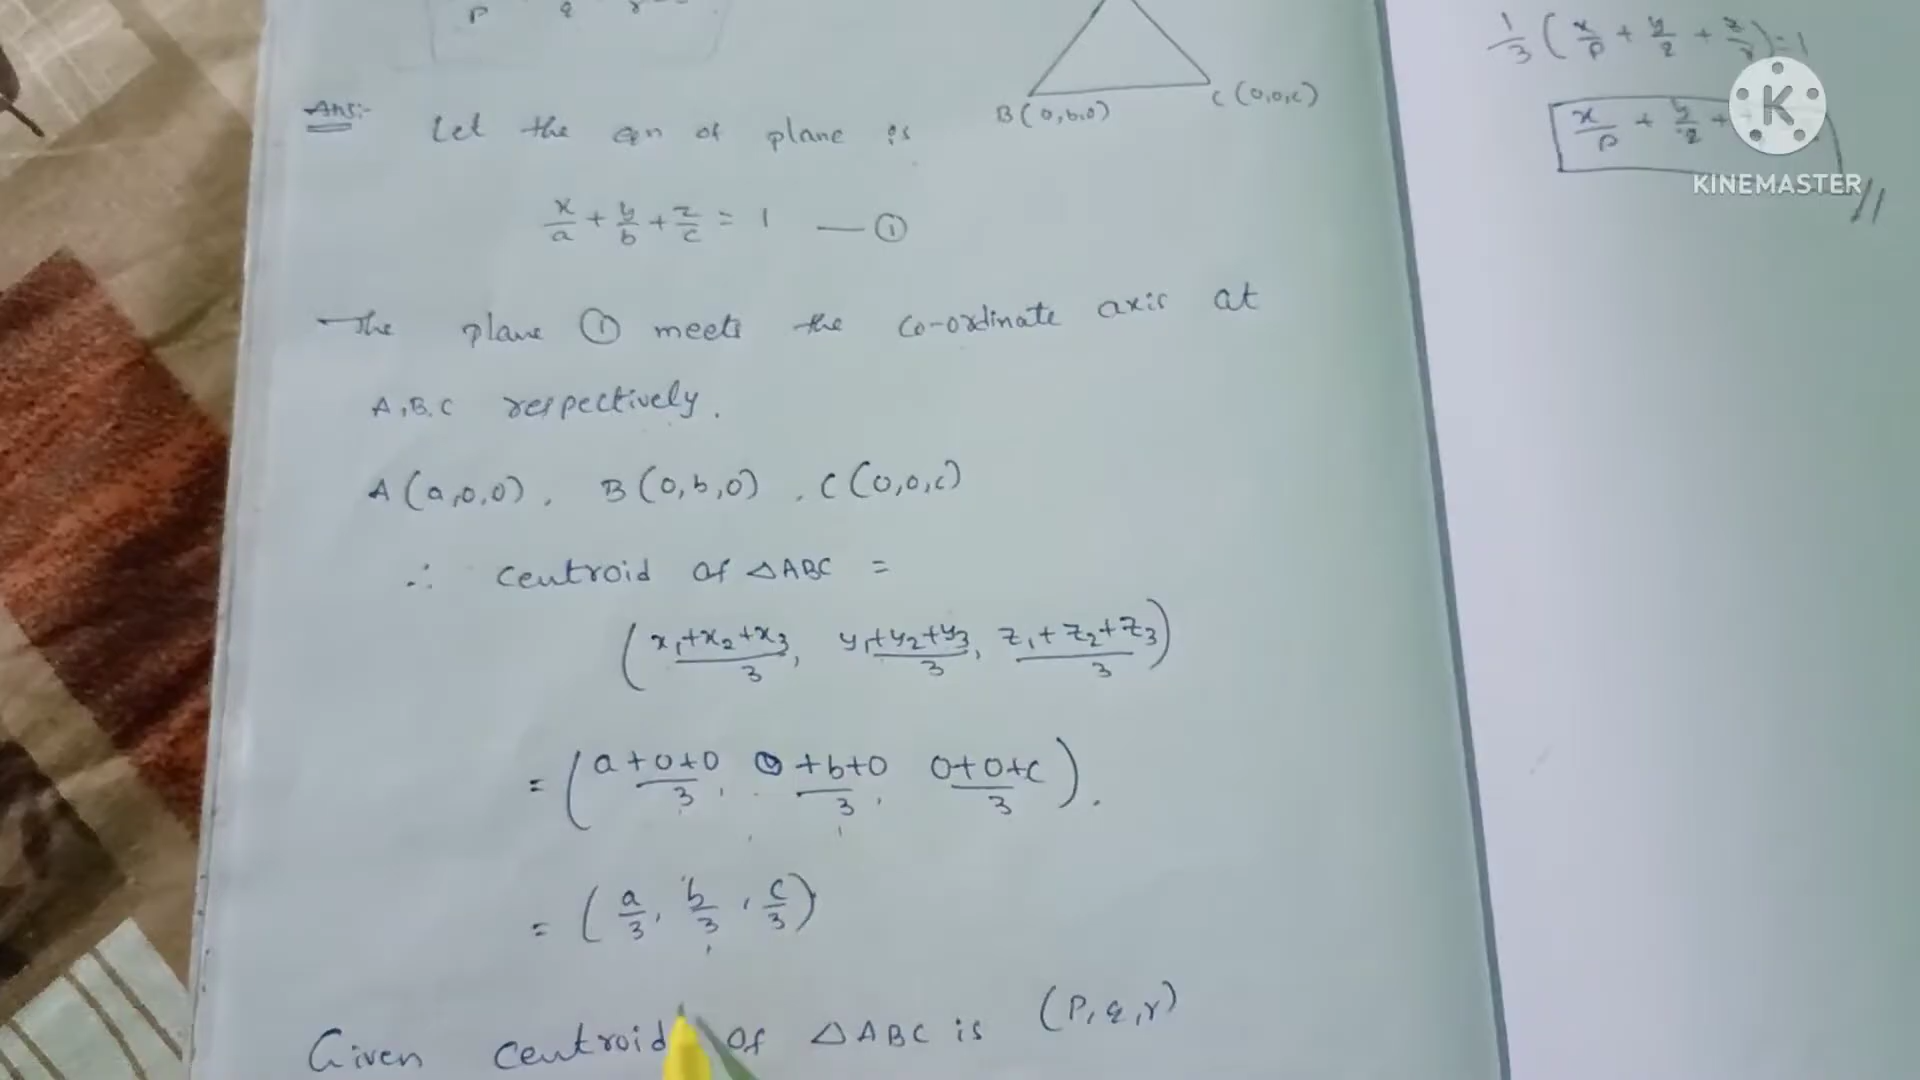 p q r
Ans:-
Let the eqn of plane is
B(0,b,0)
C(0,0,c)
x/a + y/b + z/c = 1 — ①
The plane ① meets the co-ordinate axis at
A,B,C respectively.
A(a,0,0), B(0,b,0), C(0,0,c)
∴ centroid of △ABC =
(x₁+x₂+x₃/3, y₁+y₂+y₃/3, z₁+z₂+z₃/3)
= (a+0+0/3, 0+b+0/3, 0+0+c/3).
= (a/3, b/3, c/3)
Given centroid of △ABC is (p,q,r)
1/3 (x/p + y/q + z/r) = 1
x/p + y/q +
K
KINEMASTER